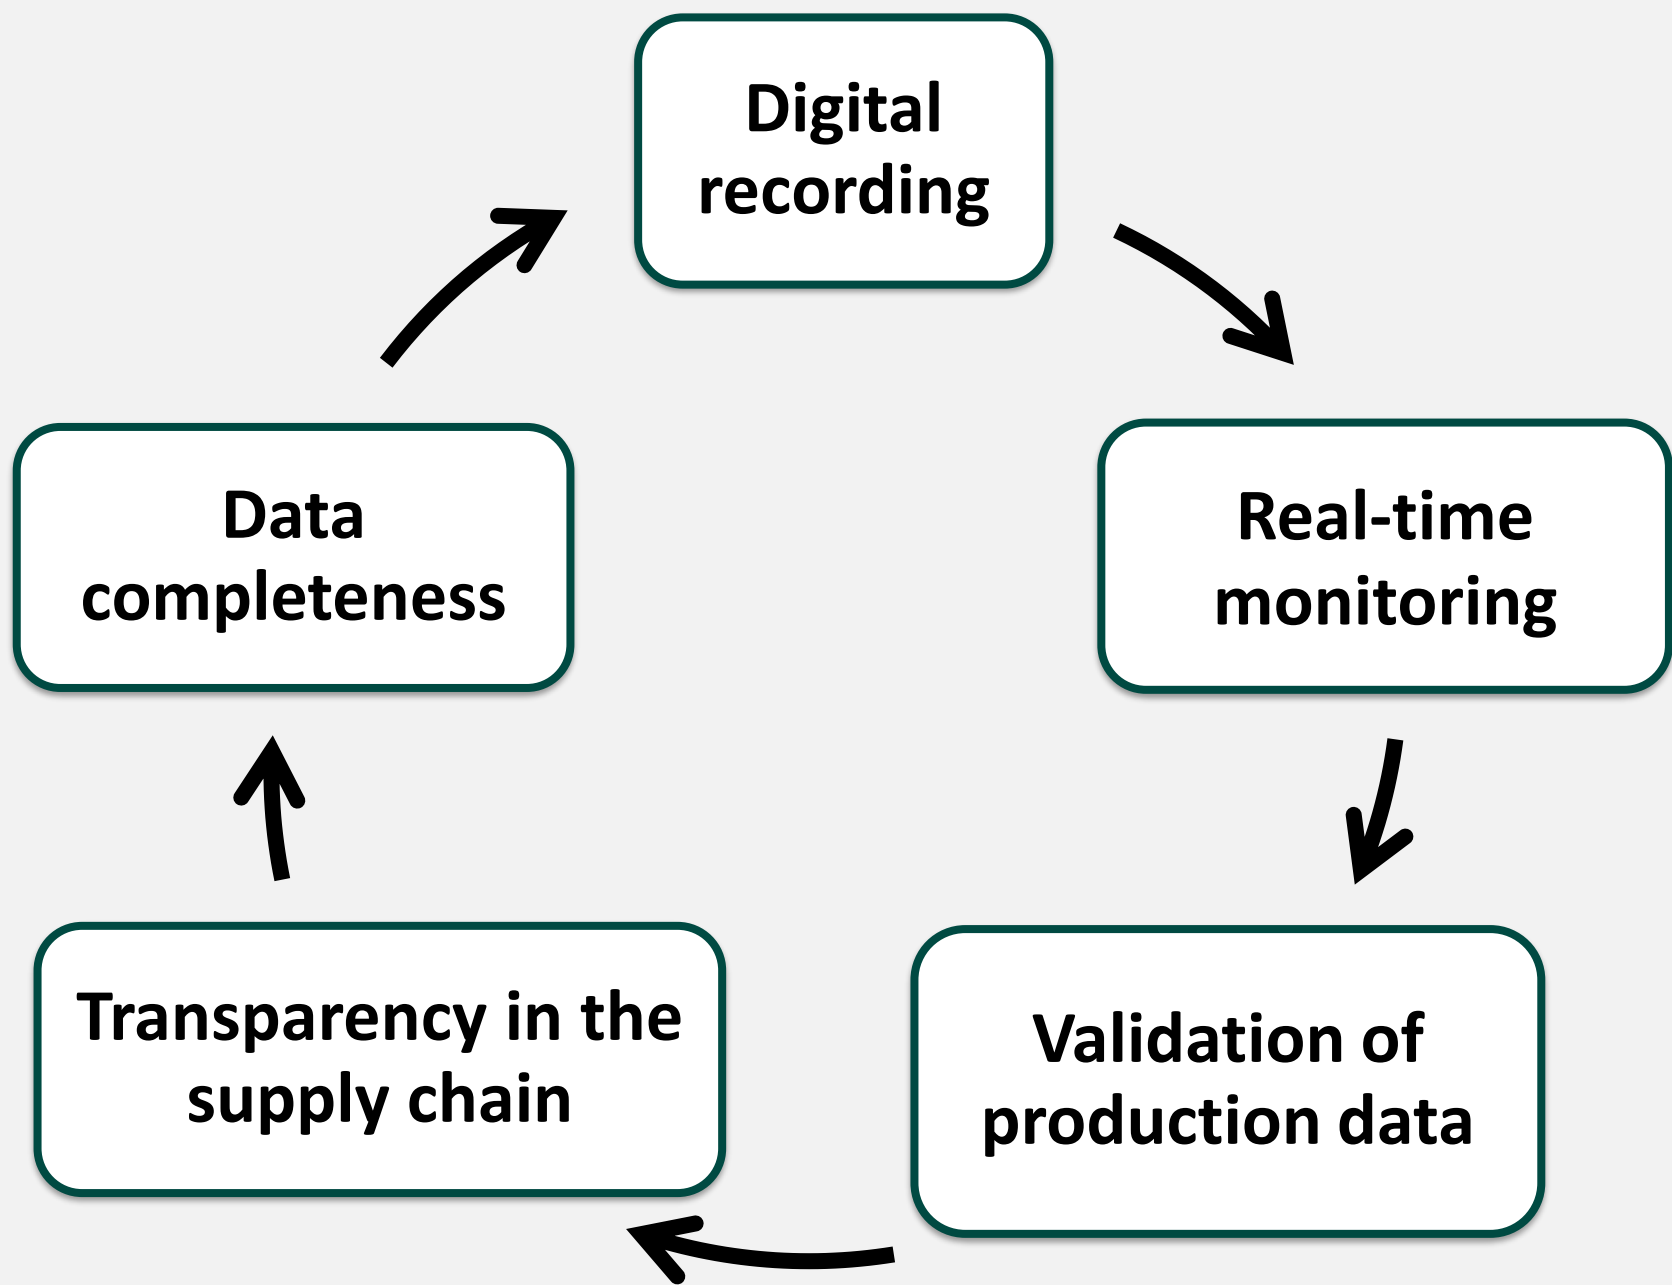 Digital
recording
Real-time
monitoring
Validation of
production data
Transparency in the
supply chain
Data
completeness